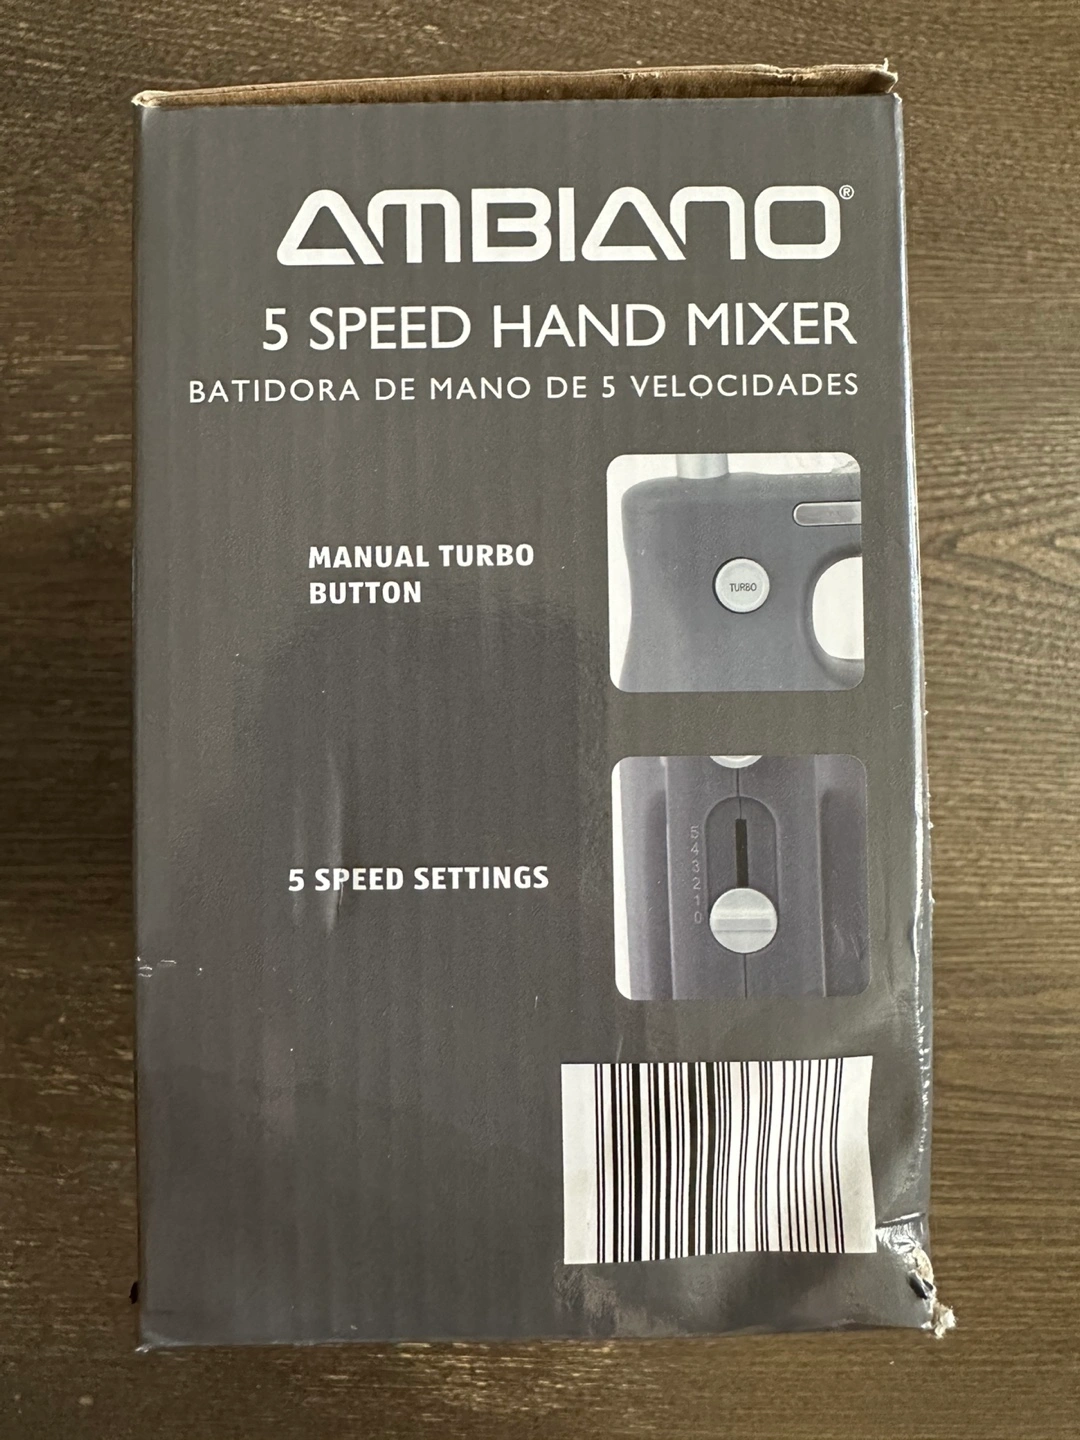 AMBIANO®
5 SPEED HAND MIXER
BATIDORA DE MANO DE 5 VELOCIDADES
MANUAL TURBO
BUTTON
TURBO
5
4
3
2
1
0
5 SPEED SETTINGS